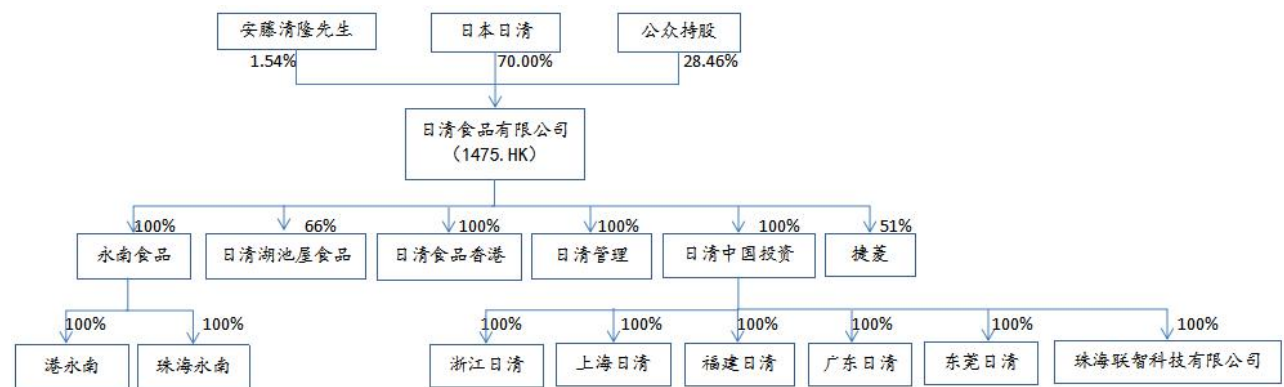 安藤清隆先生
日本日清
公众持股
1.54%
70.00%
28.46%
日清食品有限公司
（1475.HK）
100%
66%
100%
100%
100%
51%
永南食品
日清湖池屋食品
日清食品香港
日清管理
日清中国投资
捷菱
100%
100%
100%
100%
100%
100%
100%
100%
港永南
珠海永南
浙江日清
上海日清
福建日清
广东日清
东莞日清
珠海联智科技有限公司